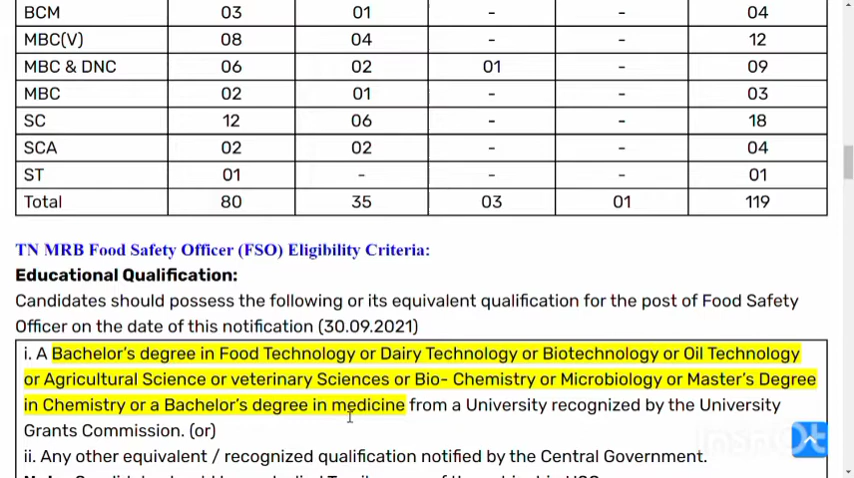 BCM 03 01 - - 04
MBC(V) 08 04 - - 12
MBC & DNC 06 02 01 - 09
MBC 02 01 - - 03
SC 12 06 - - 18
SCA 02 02 - - 04
ST 01 - - - 01
Total 80 35 03 01 119
TN MRB Food Safety Officer (FSO) Eligibility Criteria:
Educational Qualification:
Candidates should possess the following or its equivalent qualification for the post of Food Safety
Officer on the date of this notification (30.09.2021)
i. A Bachelor's degree in Food Technology or Dairy Technology or Biotechnology or Oil Technology
or Agricultural Science or veterinary Sciences or Bio- Chemistry or Microbiology or Master's Degree
in Chemistry or a Bachelor's degree in medicine from a University recognized by the University
Grants Commission. (or)
ii. Any other equivalent / recognized qualification notified by the Central Government.